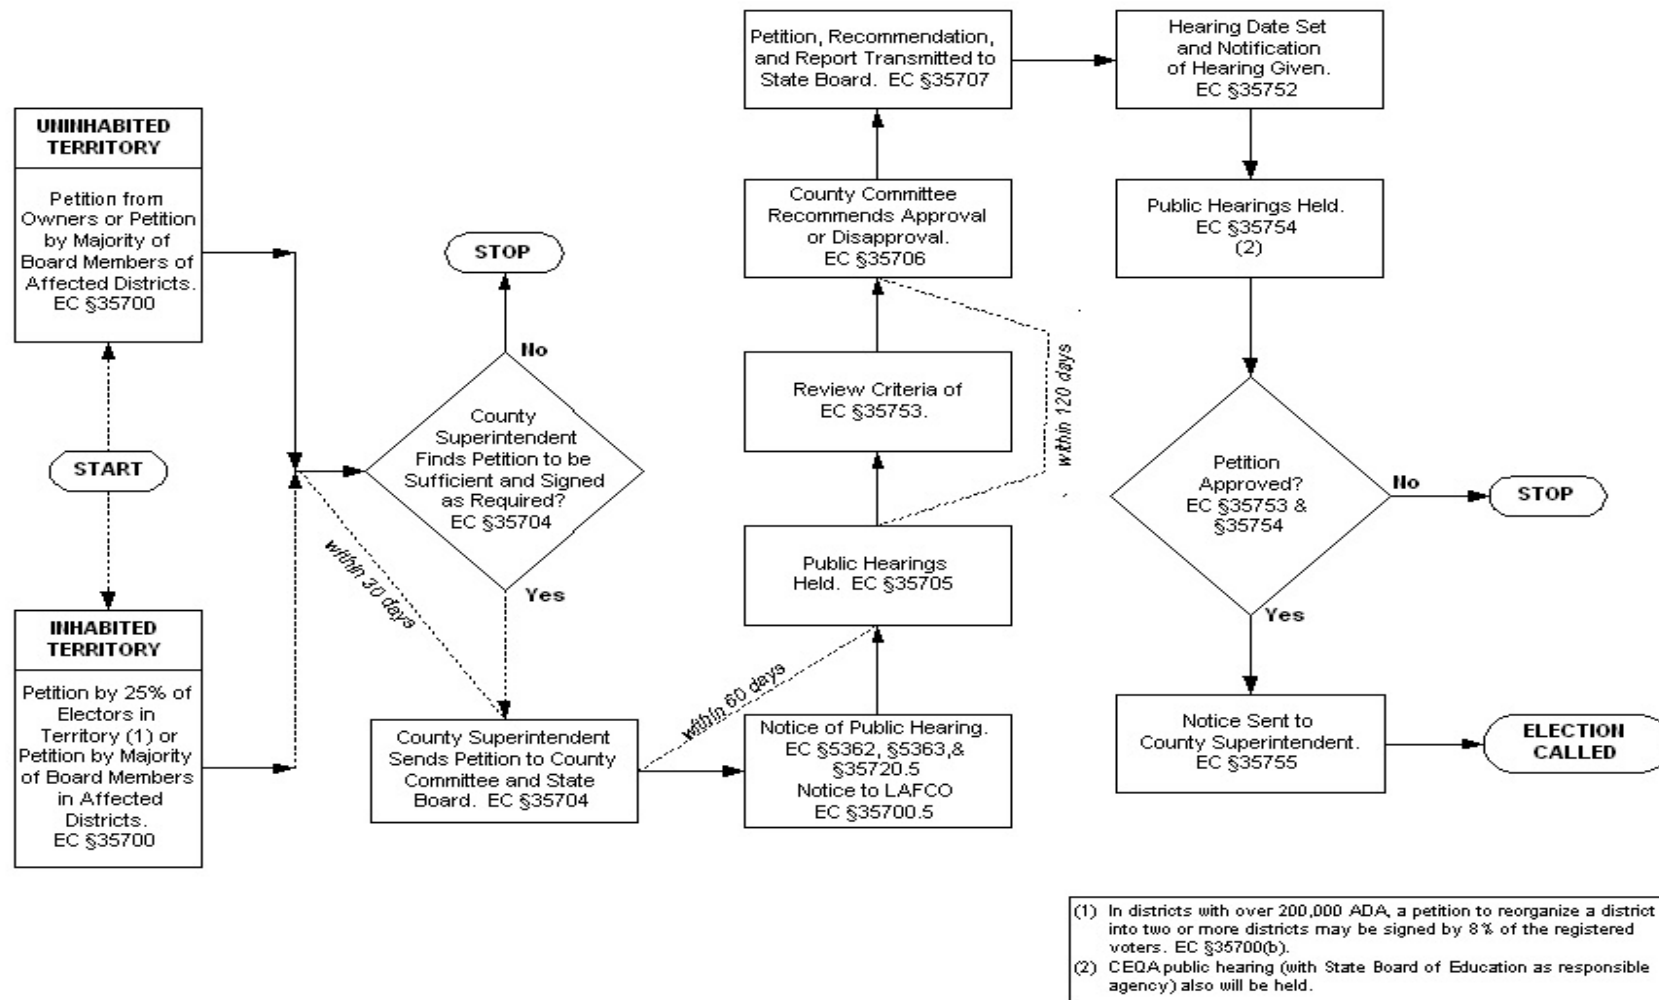 UNINHABITED
TERRITORY
Petition from
Owners or Petition
by Majority of
Board Members of
Affected Districts.
EC §35700
START
INHABITED
TERRITORY
Petition by 25% of
Electors in
Territory (1) or
Petition by Majority
of Board Members
in Affected
Districts.
EC §35700
STOP
No
County
Superintendent
Finds Petition to be
Sufficient and Signed
as Required?
EC §35704
Yes
within 30 days
County Superintendent
Sends Petition to County
Committee and State
Board. EC §35704
within 60 days
Notice of Public Hearing.
EC §5362, §5363,&
§35720.5
Notice to LAFCO
EC §35700.5
Public Hearings
Held. EC §35705
Review Criteria of
EC §35753.
within 120 days
County Committee
Recommends Approval
or Disapproval.
EC §35706
Petition, Recommendation,
and Report Transmitted to
State Board. EC §35707
Hearing Date Set
and Notification
of Hearing Given.
EC §35752
Public Hearings Held.
EC §35754
(2)
Petition
Approved?
EC §35753 &
§35754
No
STOP
Yes
Notice Sent to
County Superintendent.
EC §35755
ELECTION
CALLED
(1) In districts with over 200,000 ADA, a petition to reorganize a district
into two or more districts may be signed by 8% of the registered
voters. EC §35700(b).
(2) CEQA public hearing (with State Board of Education as responsible
agency) also will be held.